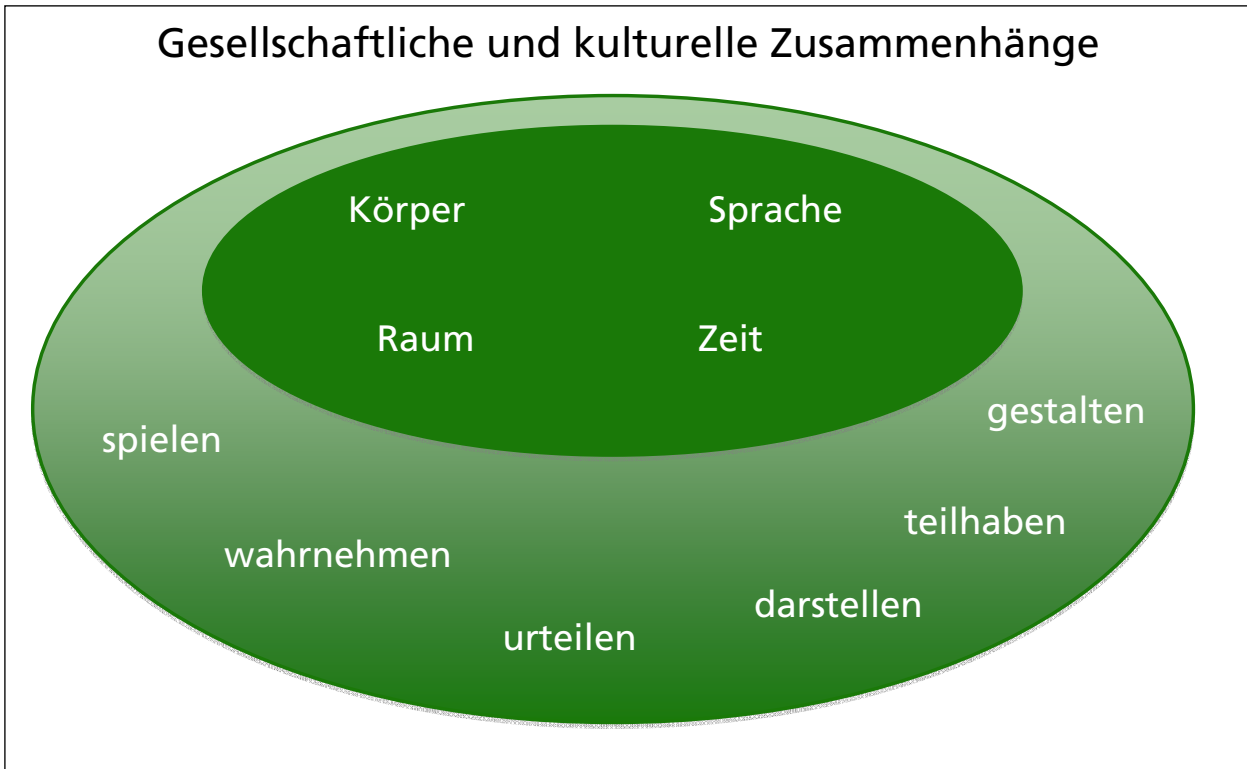 Gesellschaftliche und kulturelle Zusammenhänge
Körper Sprache
Raum Zeit
gestalten
spielen
teilhaben
wahrnehmen
darstellen
urteilen